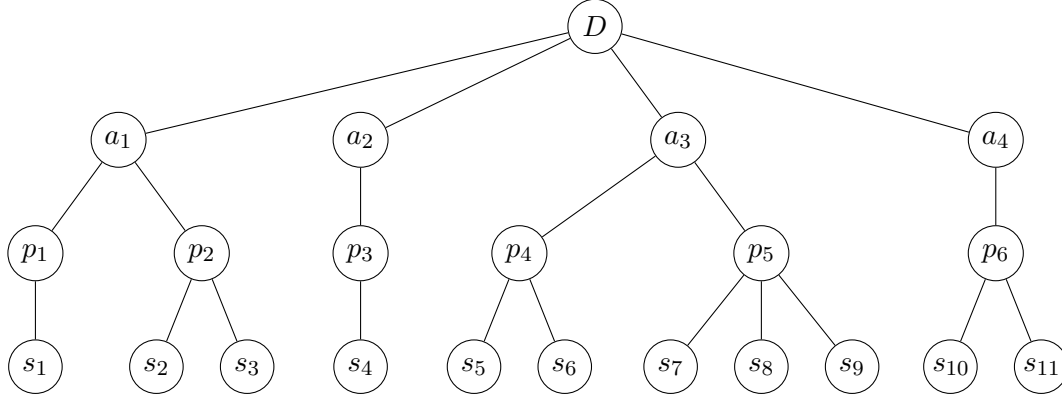 D
a₁ a₂ a₃ a₄
p₁ p₂ p₃ p₄ p₅ p₆
s₁ s₂ s₃ s₄ s₅ s₆ s₇ s₈ s₉ s₁₀ s₁₁